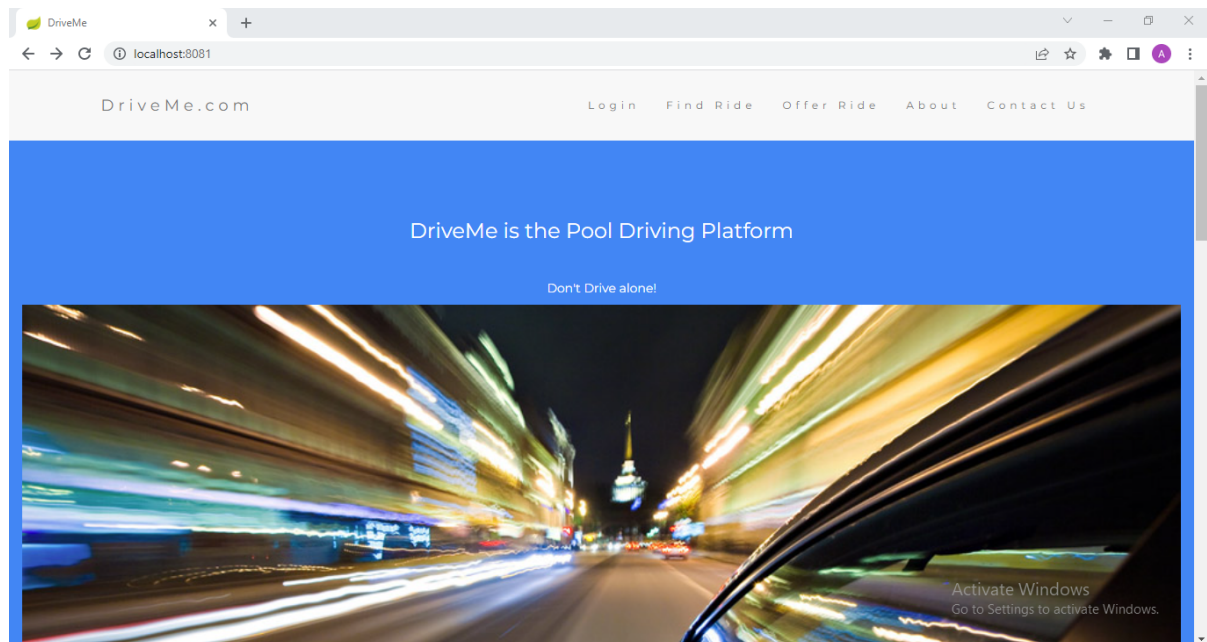 DriveMe
localhost:8081
A
DriveMe.com
Login Find Ride Offer Ride About Contact Us
DriveMe is the Pool Driving Platform
Don't Drive alone!
Activate Windows
Go to Settings to activate Windows.